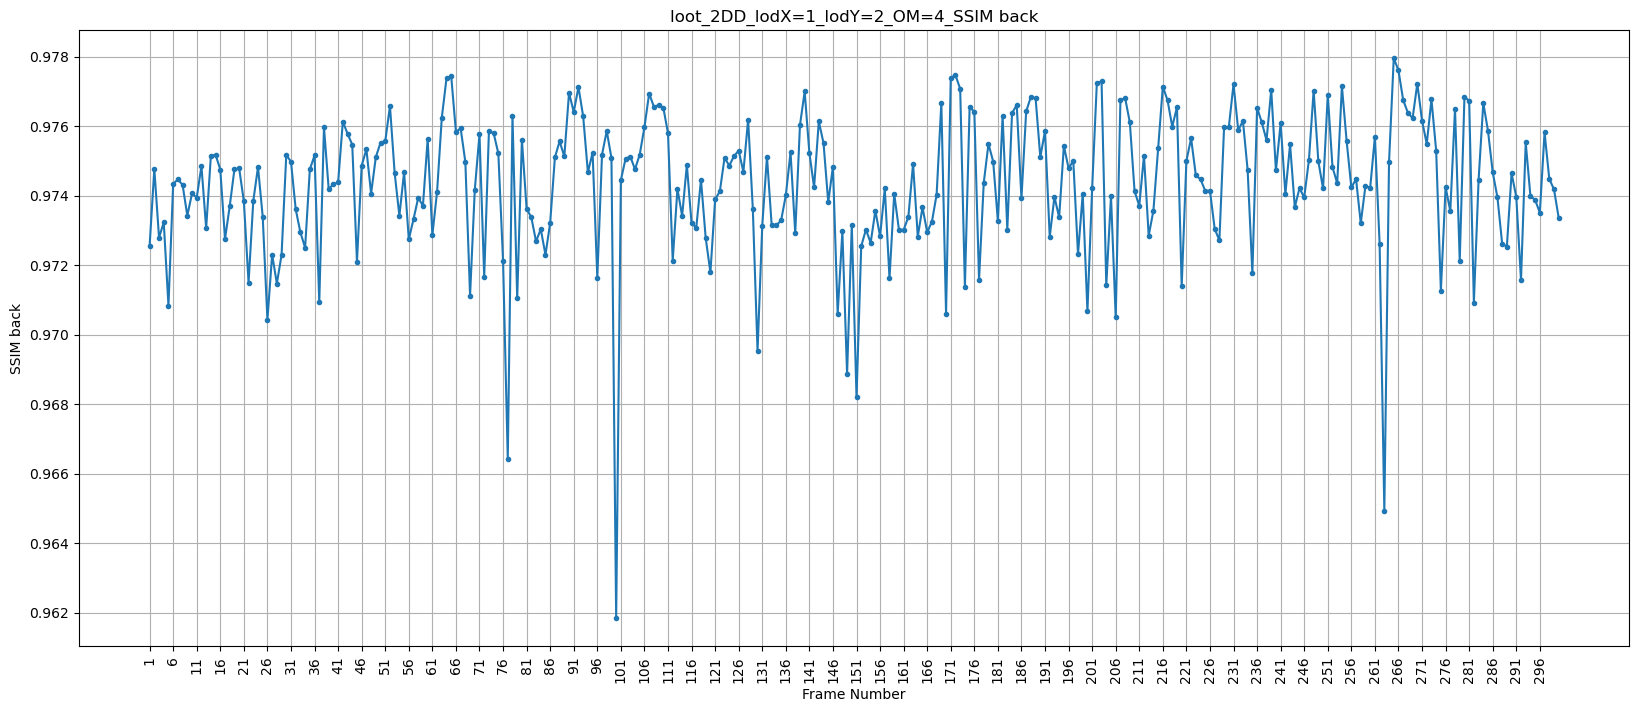 loot_2DD_lodX=1_lodY=2_OM=4_SSIM back
0.978
0.976
0.974
0.972
0.970
0.968
0.966
0.964
0.962
SSIM back
1 6 11 16 21 26 31 36 41 46 51 56 61 66 71 76 81 86 91 96 101 106 111 116 121 126 131 136 141 146 151 156 161 166 171 176 181 186 191 196 201 206 211 216 221 226 231 236 241 246 251 256 261 266 271 276 281 286 291 296
Frame Number